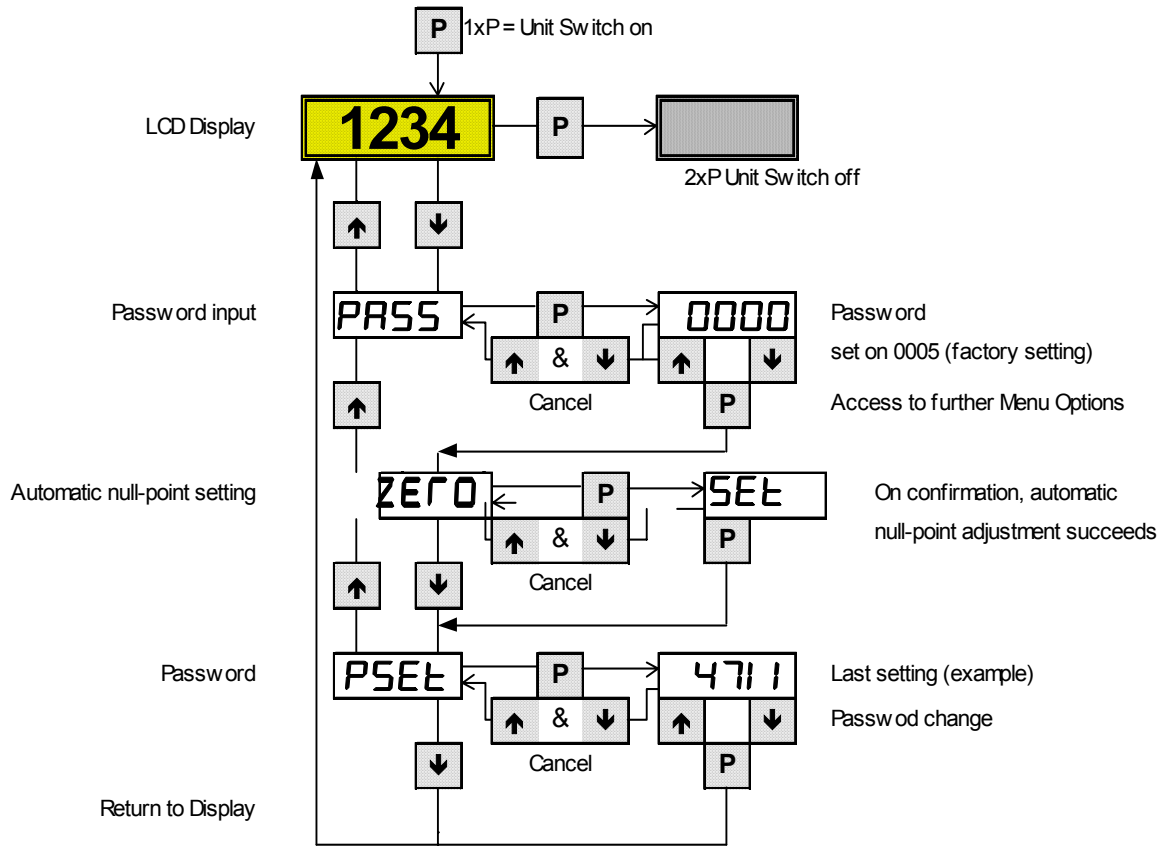 P 1xP = Unit Switch on
LCD Display 1234 P
2xP Unit Switch off
↑ ↓
Password input PASS P 0000 Password
↑ & ↓ ↑ ↓ set on 0005 (factory setting)
Cancel
↑ P Access to further Menu Options
Automatic null-point setting ZERO P SEt On confirmation, automatic
↑ & ↓ P null-point adjustment succeeds
Cancel
↑ ↓
Password PSEt P 4711 Last setting (example)
↑ & ↓ ↑ ↓ Passwod change
Cancel
↓ P
Return to Display